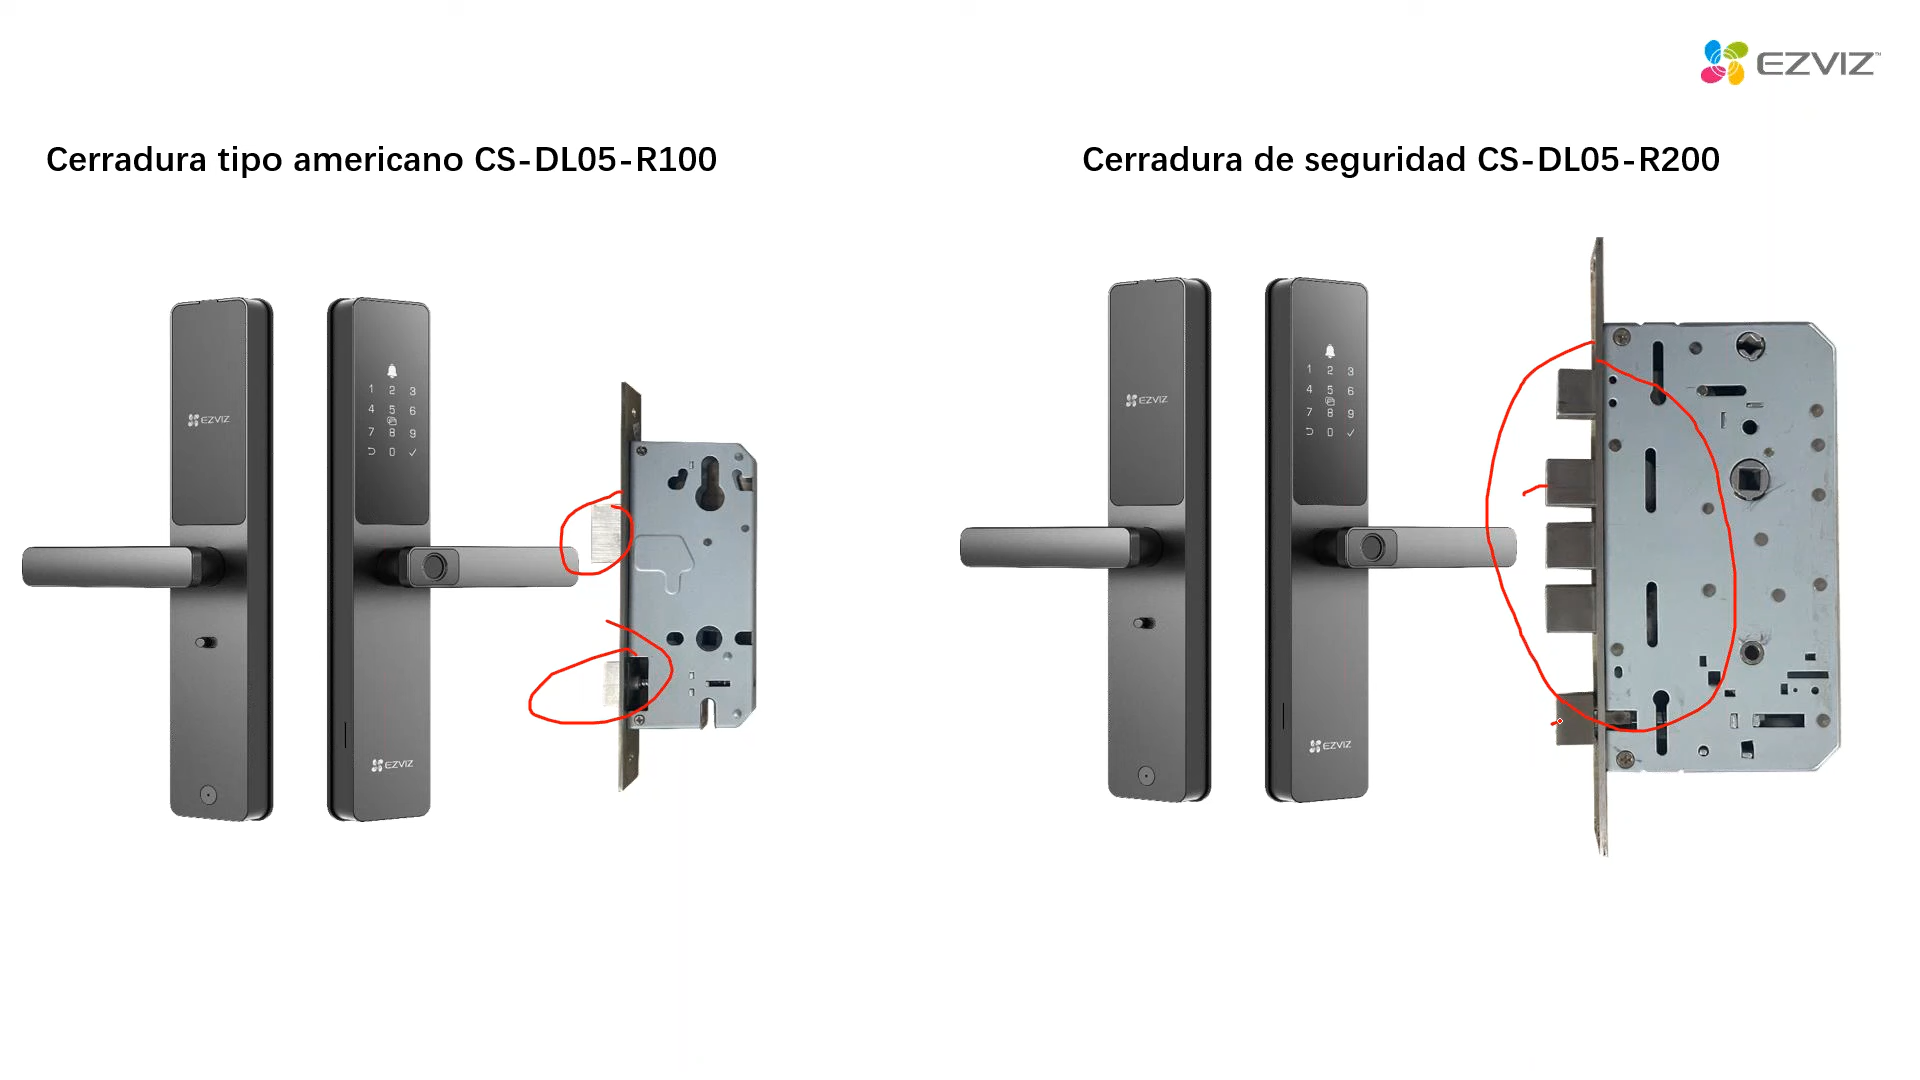 EZVIZ™
Cerradura tipo americano CS-DL05-R100
Cerradura de seguridad CS-DL05-R200
EZVIZ
1 2 3
4 5 6
7 8 9
0
EZVIZ
EZVIZ
1 2 3
4 5 6
7 8 9
0
EZVIZ